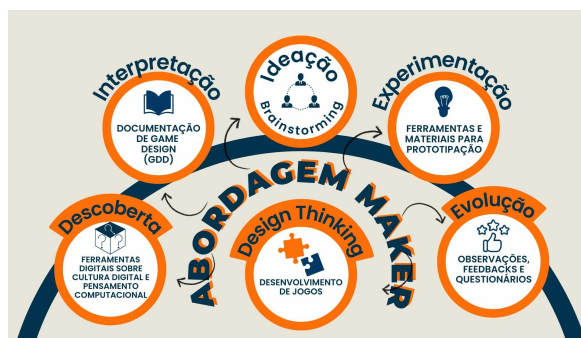 Descoberta
FERRAMENTAS
DIGITAIS SOBRE
CULTURA DIGITAL E
PENSAMENTO
COMPUTACIONAL
Interpretação
DOCUMENTAÇÃO
DE GAME
DESIGN
(GDD)
Ideação
Brainstorming
Experimentação
FERRAMENTAS E
MATERIAIS PARA
PROTOTIPAÇÃO
Evolução
OBSERVAÇÕES,
FEEDBACKS E
QUESTIONÁRIOS
ABORDAGEM MAKER
Design Thinking
DESENVOLVIMENTO
DE JOGOS